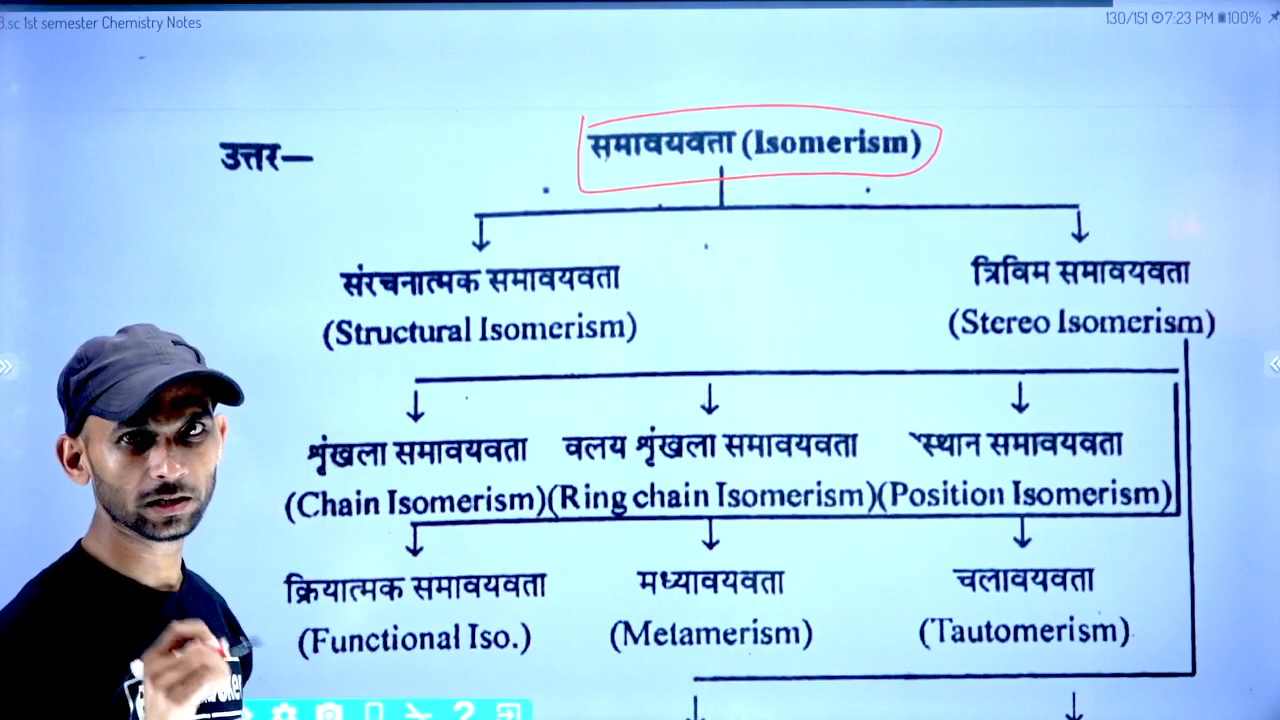 B.sc 1st semester Chemistry Notes
130/151 7:23 PM 100%
उत्तर— समावयवता (Isomerism)
संरचनात्मक समावयवता त्रिविम समावयवता
(Structural Isomerism) (Stereo Isomerism)
शृंखला समावयवता वलय शृंखला समावयवता स्थान समावयवता
(Chain Isomerism)(Ring chain Isomerism)(Position Isomerism)
क्रियात्मक समावयवता मध्यावयवता चलावयवता
(Functional Iso.) (Metamerism) (Tautomerism)